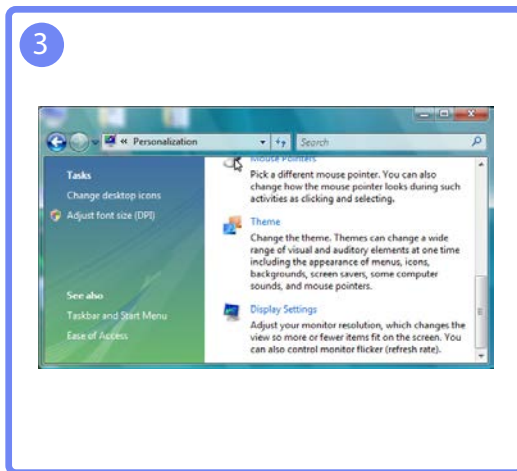 3
« Personalization
Search
Tasks
Change desktop icons
Adjust font size (DPI)
See also
Taskbar and Start Menu
Ease of Access
Mouse Pointers
Pick a different mouse pointer. You can also
change how the mouse pointer looks during such
activities as clicking and selecting.
Theme
Change the theme. Themes can change a wide
range of visual and auditory elements at one time
including the appearance of menus, icons,
backgrounds, screen savers, some computer
sounds, and mouse pointers.
Display Settings
Adjust your monitor resolution, which changes the
view so more or fewer items fit on the screen. You
can also control monitor flicker (refresh rate).